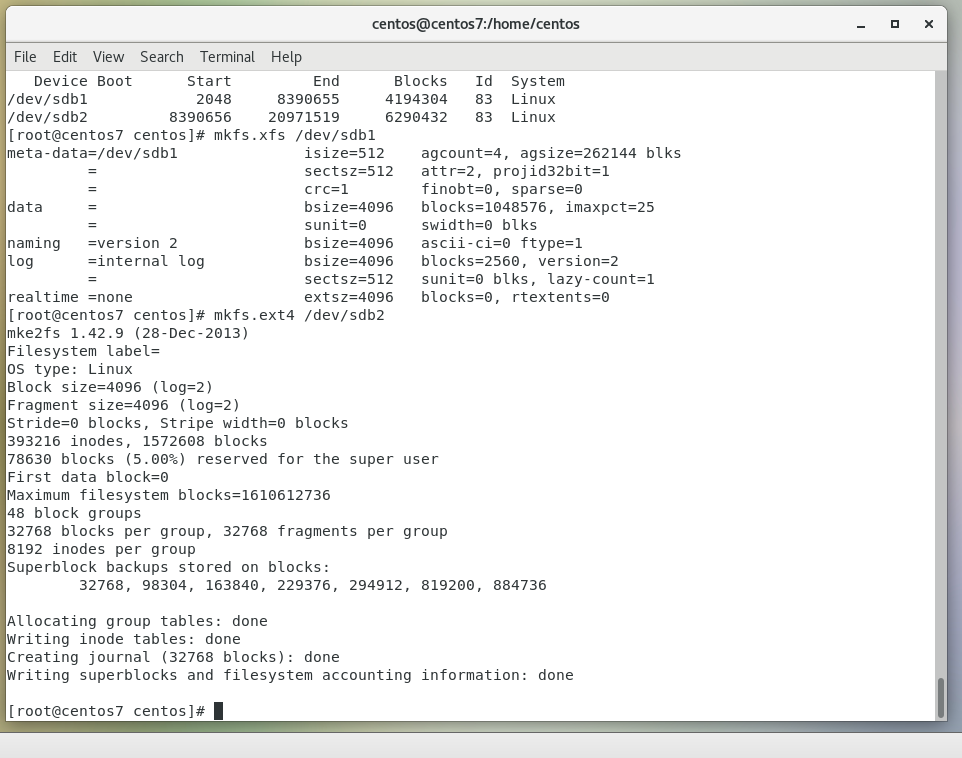 centos@centos7:/home/centos
File Edit View Search Terminal Help
   Device Boot      Start         End      Blocks   Id  System
/dev/sdb1            2048     8390655     4194304   83  Linux
/dev/sdb2         8390656    20971519     6290432   83  Linux
[root@centos7 centos]# mkfs.xfs /dev/sdb1
meta-data=/dev/sdb1              isize=512    agcount=4, agsize=262144 blks
         =                       sectsz=512   attr=2, projid32bit=1
         =                       crc=1        finobt=0, sparse=0
data     =                       bsize=4096   blocks=1048576, imaxpct=25
         =                       sunit=0      swidth=0 blks
naming   =version 2              bsize=4096   ascii-ci=0 ftype=1
log      =internal log           bsize=4096   blocks=2560, version=2
         =                       sectsz=512   sunit=0 blks, lazy-count=1
realtime =none                   extsz=4096   blocks=0, rtextents=0
[root@centos7 centos]# mkfs.ext4 /dev/sdb2
mke2fs 1.42.9 (28-Dec-2013)
Filesystem label=
OS type: Linux
Block size=4096 (log=2)
Fragment size=4096 (log=2)
Stride=0 blocks, Stripe width=0 blocks
393216 inodes, 1572608 blocks
78630 blocks (5.00%) reserved for the super user
First data block=0
Maximum filesystem blocks=1610612736
48 block groups
32768 blocks per group, 32768 fragments per group
8192 inodes per group
Superblock backups stored on blocks:
        32768, 98304, 163840, 229376, 294912, 819200, 884736
Allocating group tables: done
Writing inode tables: done
Creating journal (32768 blocks): done
Writing superblocks and filesystem accounting information: done
[root@centos7 centos]#